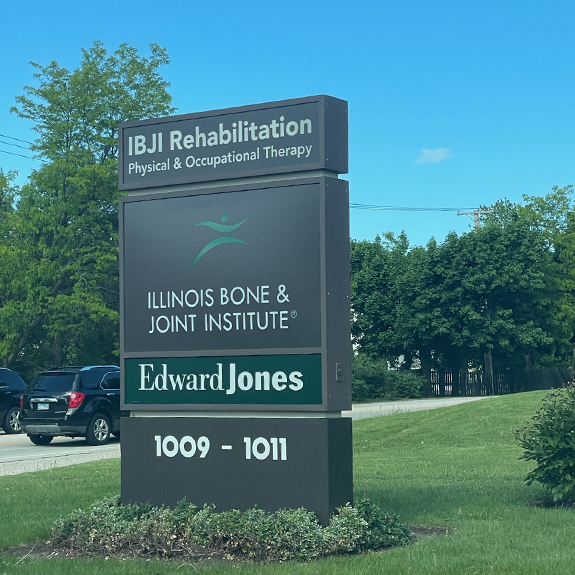 IBJI Rehabilitation
Physical & Occupational Therapy
ILLINOIS BONE &
JOINT INSTITUTE®
Edward Jones
1009 - 1011